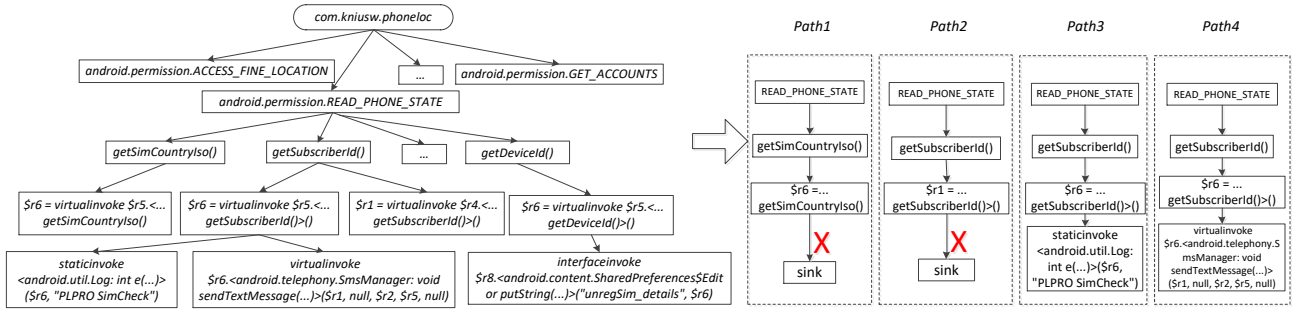 com.kniusw.phoneloc
android.permission.ACCESS_FINE_LOCATION
...
android.permission.GET_ACCOUNTS
android.permission.READ_PHONE_STATE
getSimCountryIso()
getSubscriberId()
...
getDeviceId()
$r6 = virtualinvoke $r5.<...
getSimCountryIso()
$r6 = virtualinvoke $r5.<...
getSubscriberId()>()
$r1 = virtualinvoke $r4.<...
getSubscriberId()>()
$r6 = virtualinvoke $r5.<...
getDeviceId()>()
staticinvoke
<android.util.Log: int e(...)>
($r6, "PLPRO SimCheck")
virtualinvoke
$r6.<android.telephony.SmsManager: void
sendTextMessage(...)>($r1, null, $r2, $r5, null)
interfaceinvoke
$r8.<android.content.SharedPreferences$Edit
or putString(...)>("unregSim_details", $r6)
Path1
READ_PHONE_STATE
getSimCountryIso()
$r6 =...
getSimCountryIso()
X
sink
Path2
READ_PHONE_STATE
getSubscriberId()
$r1 = ...
getSubscriberId()>()
X
sink
Path3
READ_PHONE_STATE
getSubscriberId()
$r6 = ...
getSubscriberId()>()
staticinvoke
<android.util.Log:
int e(...)>($r6,
"PLPRO SimCheck")
Path4
READ_PHONE_STATE
getSubscriberId()
$r6 = ...
getSubscriberId()>()
virtualinvoke
$r6.<android.telephony.S
msManager: void
sendTextMessage(...)>
($r1, null, $r2, $r5, null)